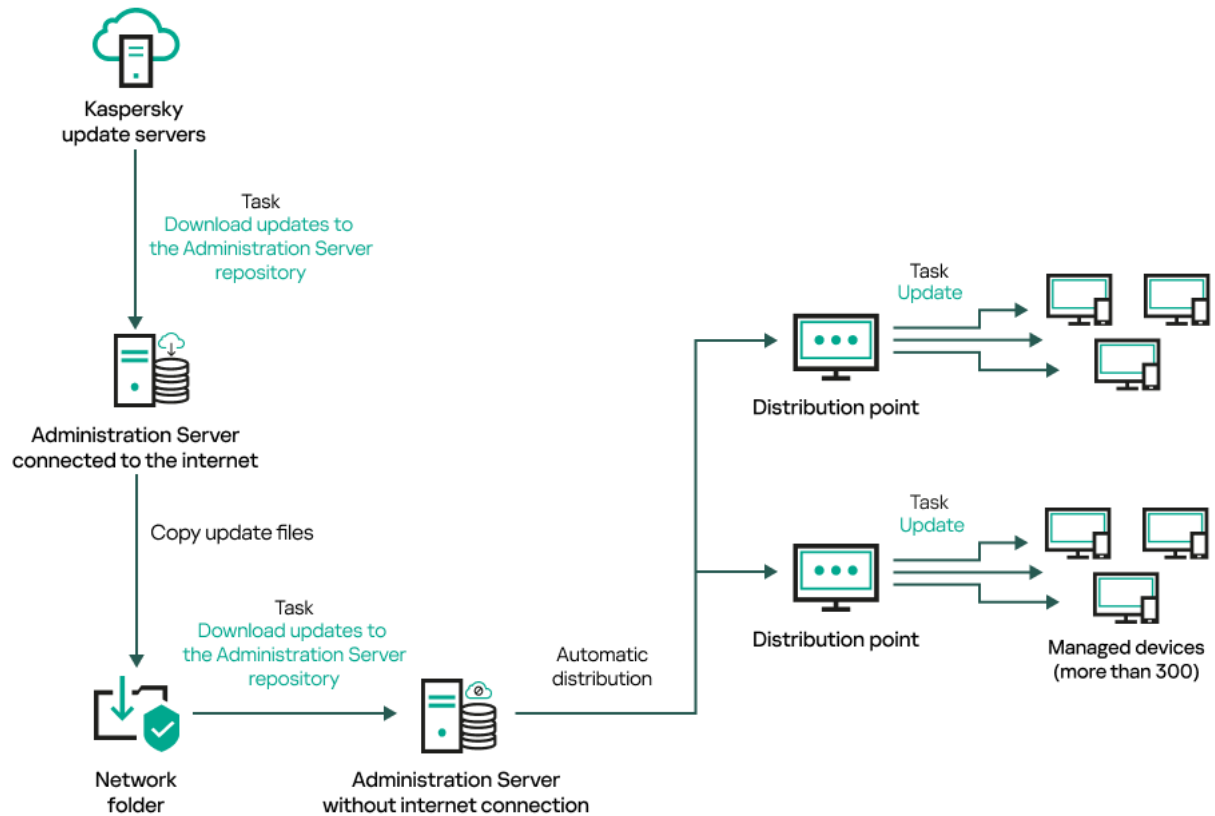 Kaspersky
update servers
Task
Download updates to
the Administration Server
repository
Administration Server
connected to the internet
Copy update files
Network
folder
Task
Download updates to
the Administration Server
repository
Administration Server
without internet connection
Automatic
distribution
Distribution point
Task
Update
Distribution point
Task
Update
Managed devices
(more than 300)